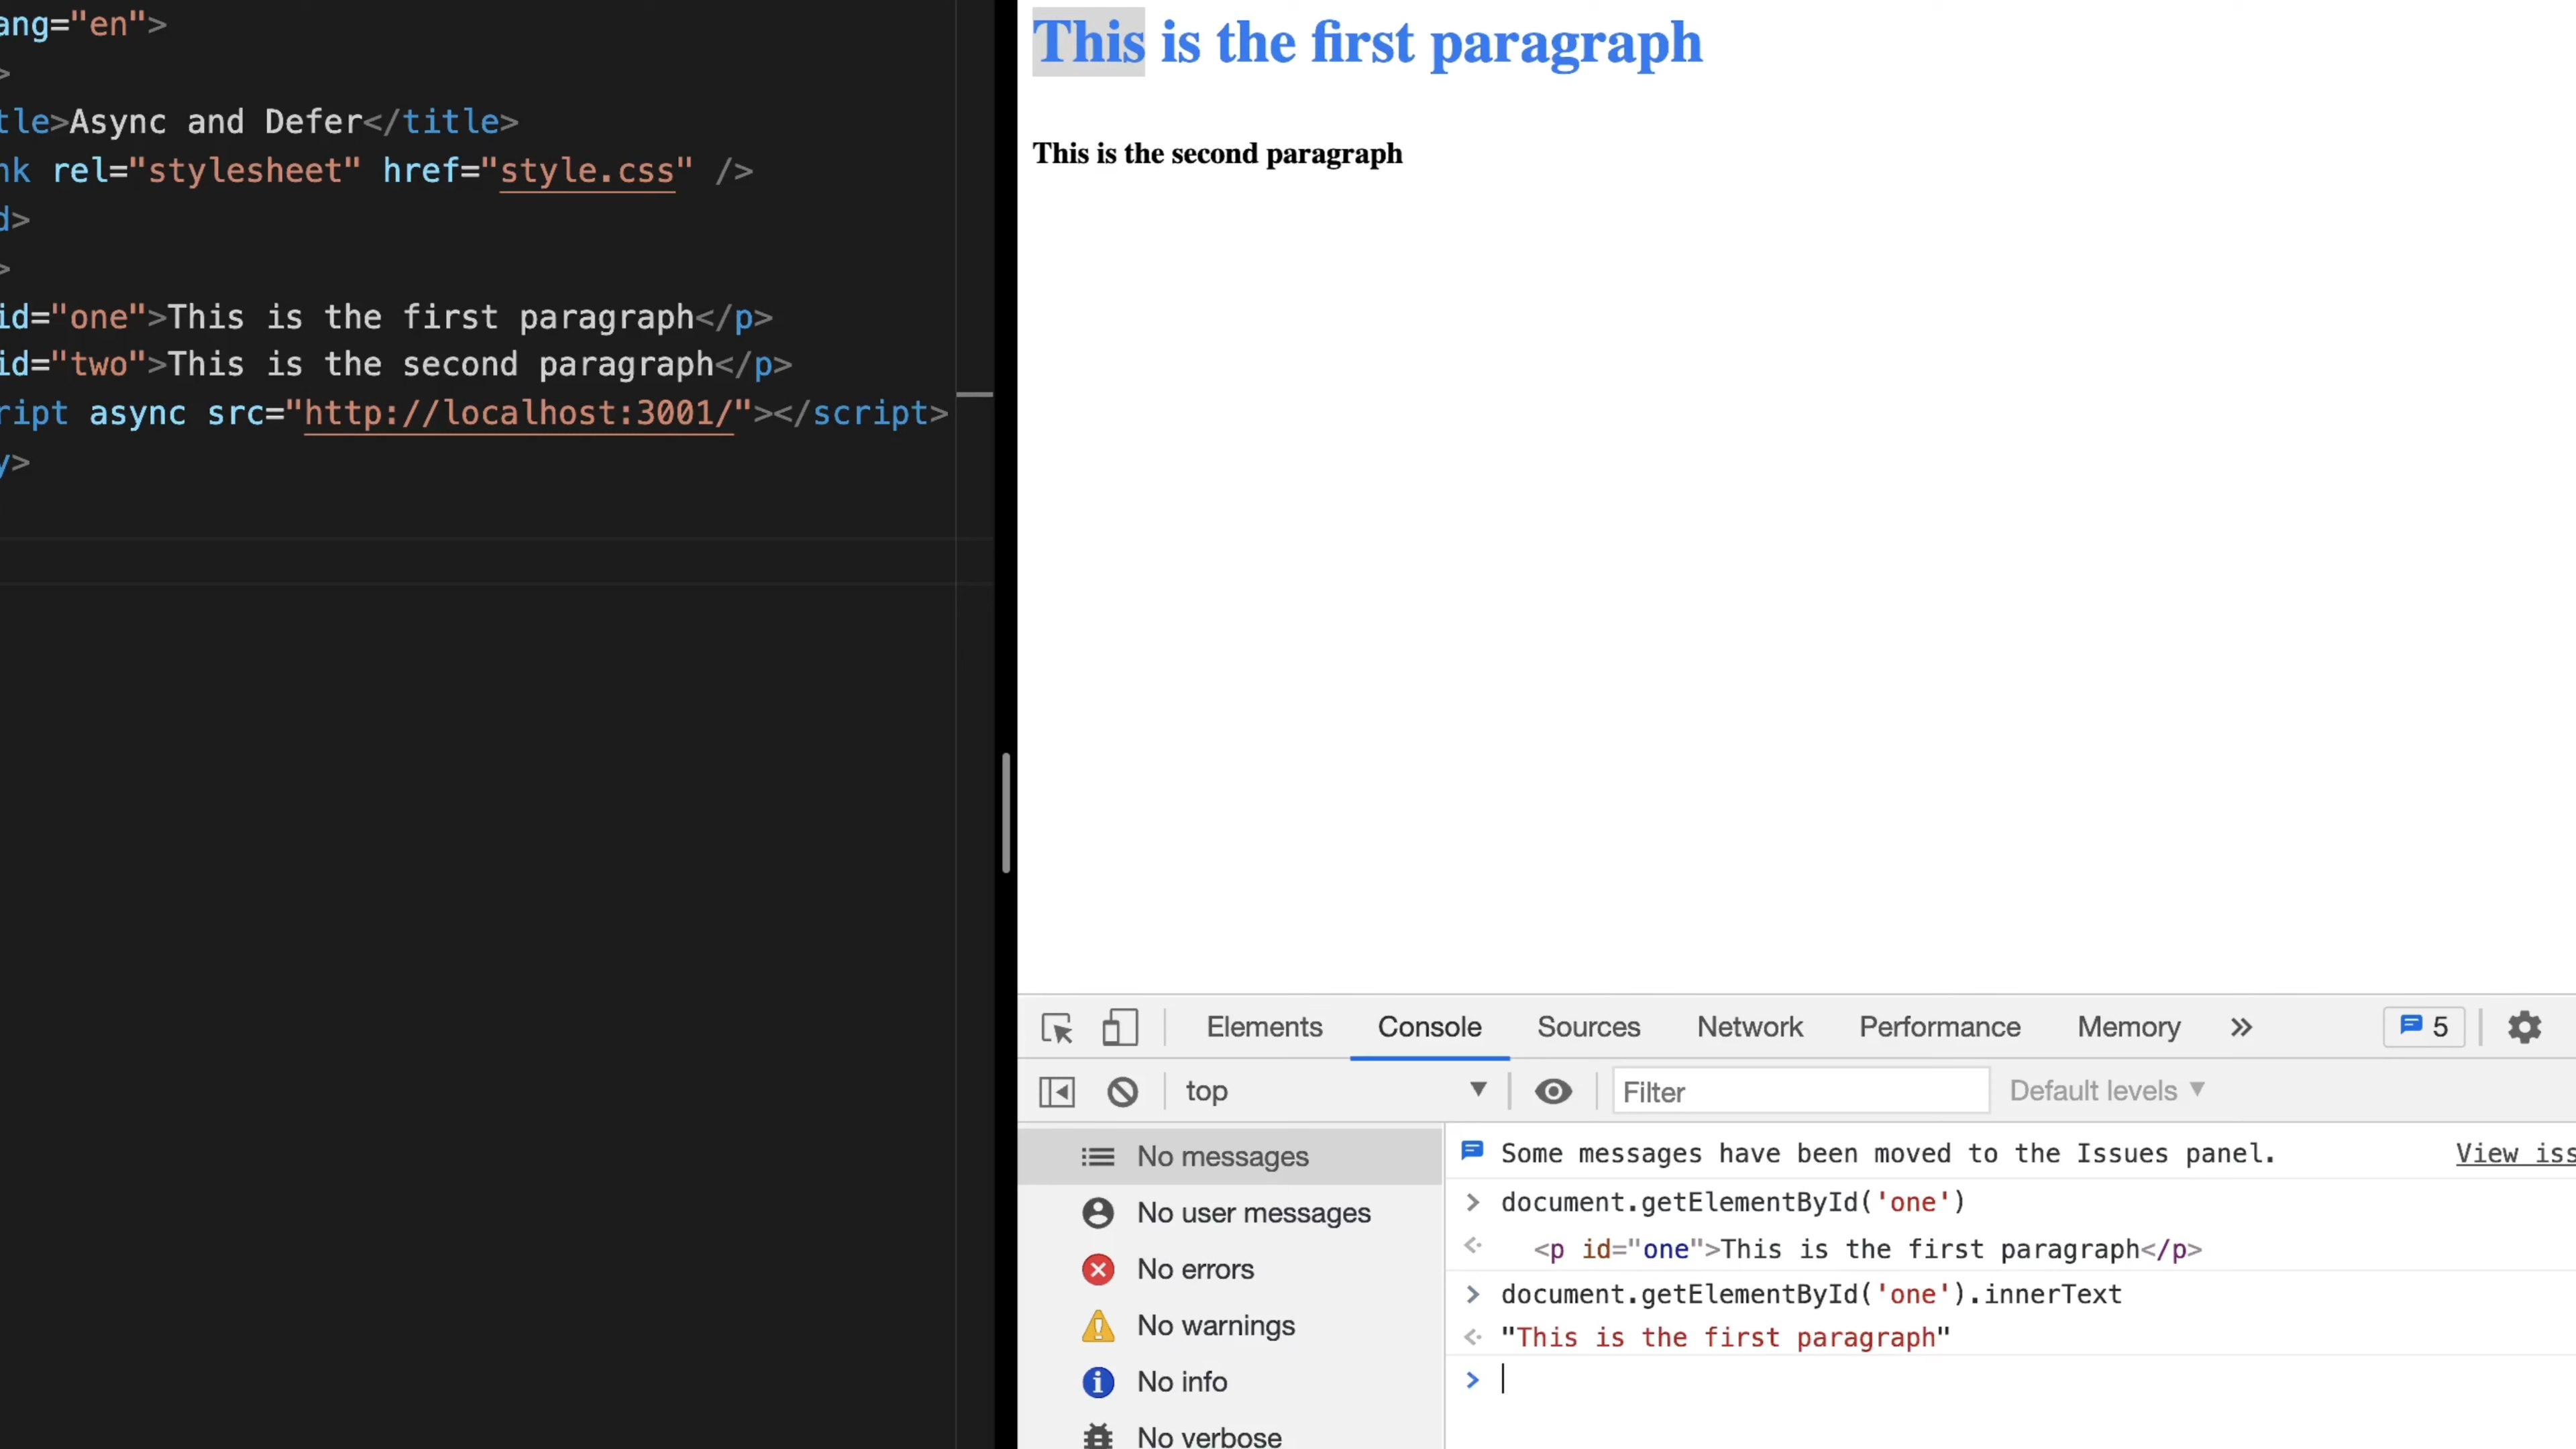 ang="en">
>
tle>Async and Defer</title>
nk rel="stylesheet" href="style.css" />
d>
>
id="one">This is the first paragraph</p>
id="two">This is the second paragraph</p>
ript async src="http://localhost:3001/"></script>
y>
This is the first paragraph
This is the second paragraph
Elements Console Sources Network Performance Memory » 5
top ▼ Filter Default levels ▼
No messages
No user messages
No errors
No warnings
No info
No verbose
Some messages have been moved to the Issues panel. View iss
> document.getElementById('one')
<p id="one">This is the first paragraph</p>
> document.getElementById('one').innerText
"This is the first paragraph"
>